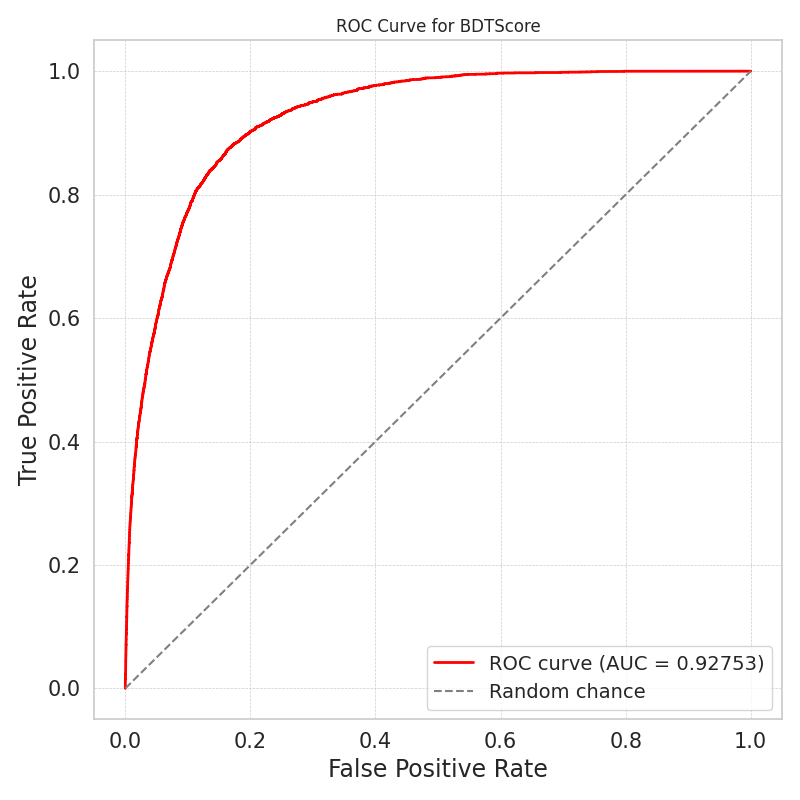 ROC Curve for BDTScore
True Positive Rate
1.0
0.8
0.6
0.4
0.2
0.0
ROC curve (AUC = 0.92753)
Random chance
0.0 0.2 0.4 0.6 0.8 1.0
False Positive Rate